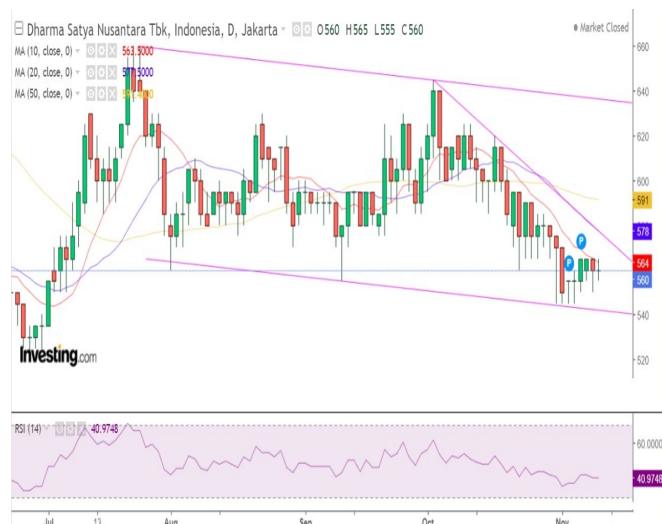 Dharma Satya Nusantara Tbk, Indonesia, D, Jakarta O560 H565 L555 C560
Market Closed
MA (10, close, 0) 563.5000
MA (20, close, 0)
MA (50, close, 0)
660
640
620
600
591
578
564
560
540
520
P
P
Investing.com
RSI (14) 40.9748
60.0000
40.9748
Jul
Aug
Sep
Oct
Nov